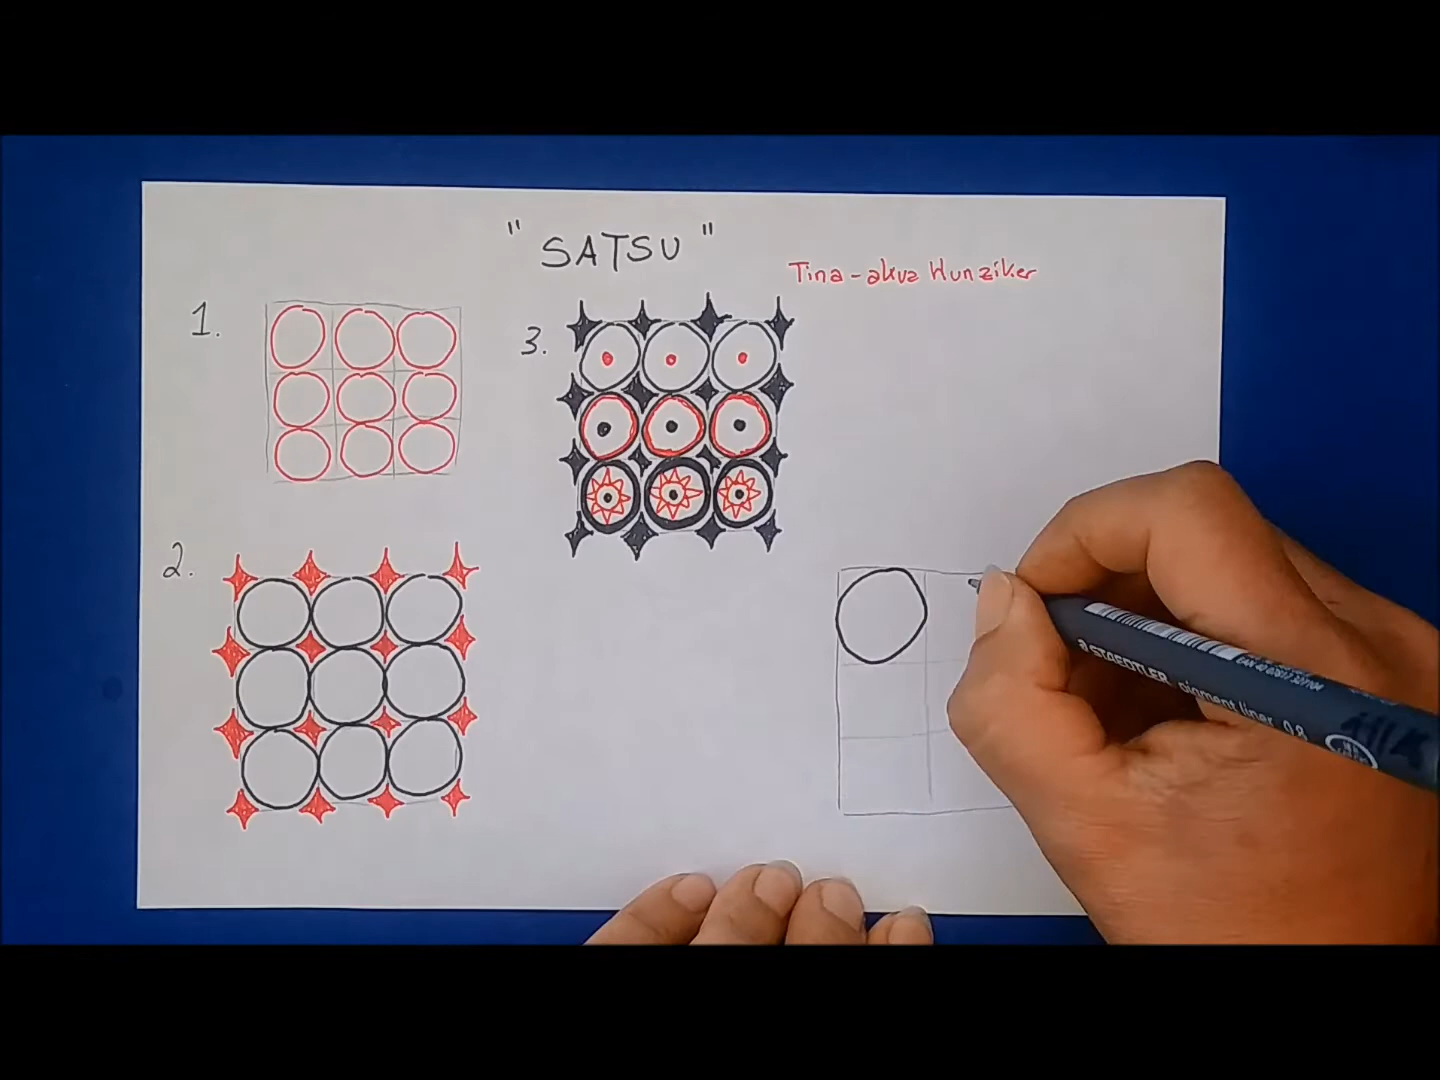 "SATSU"
Tina-akua Hunziker
1.
3.
2.
STAEDTLER pigment liner 0.8